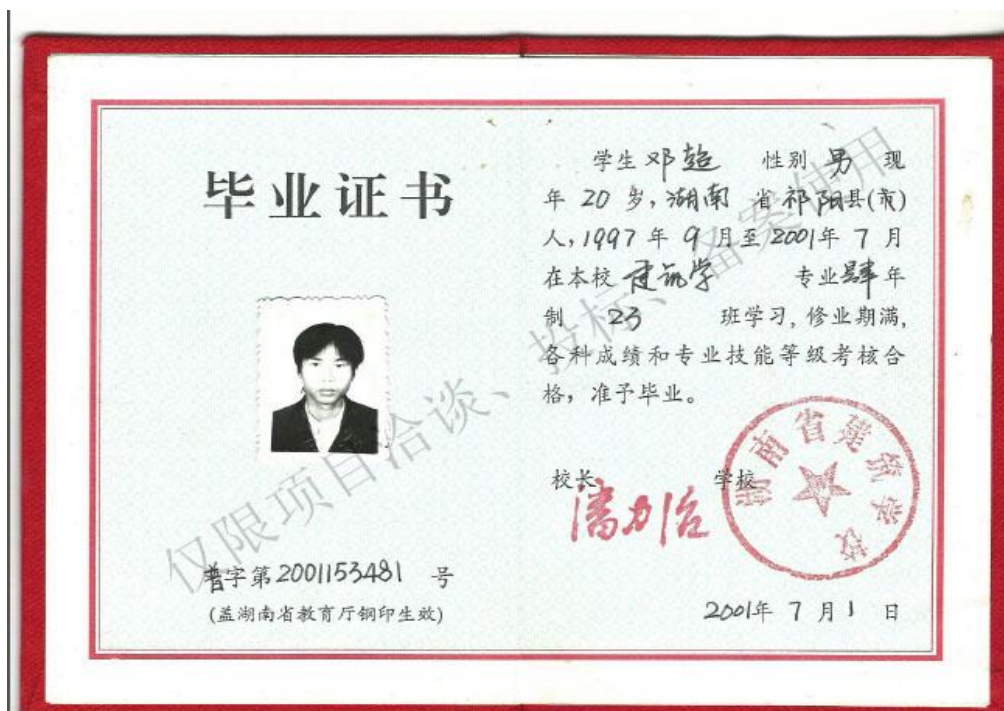 毕业证书
普字第2001153481 号
(盖湖南省教育厅钢印生效)
学生 邓超 性别 男 现
年 20 岁,湖南 省 祁阳县(市)
人,1997 年 9 月至 2001年 7 月
在本校 建筑学 专业肆年
制 23 班学习,修业期满,
各科成绩和专业技能等级考核合
格,准予毕业。
校长 潘力治 学校
湖南省建筑学校
2001年 7 月 1 日
仅限项目洽谈、投标、备案使用